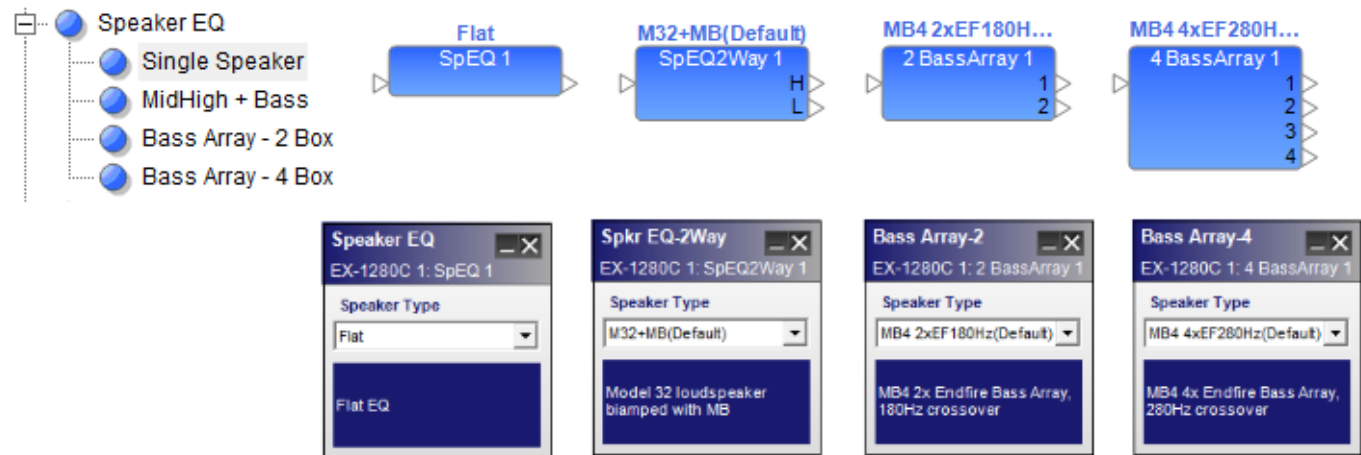 Speaker EQ
Single Speaker
MidHigh + Bass
Bass Array - 2 Box
Bass Array - 4 Box
Flat
SpEQ 1
M32+MB(Default)
SpEQ2Way 1
H
L
MB4 2xEF180H...
2 BassArray 1
1
2
MB4 4xEF280H...
4 BassArray 1
1
2
3
4
Speaker EQ
EX-1280C 1: SpEQ 1
Speaker Type
Flat
Flat EQ
Spkr EQ-2Way
EX-1280C 1: SpEQ2Way 1
Speaker Type
M32+MB(Default)
Model 32 loudspeaker
biamped with MB
Bass Array-2
EX-1280C 1: 2 BassArray 1
Speaker Type
MB4 2xEF180Hz(Default)
MB4 2x Endfire Bass Array,
180Hz crossover
Bass Array-4
EX-1280C 1: 4 BassArray 1
Speaker Type
MB4 4xEF280Hz(Default)
MB4 4x Endfire Bass Array,
280Hz crossover